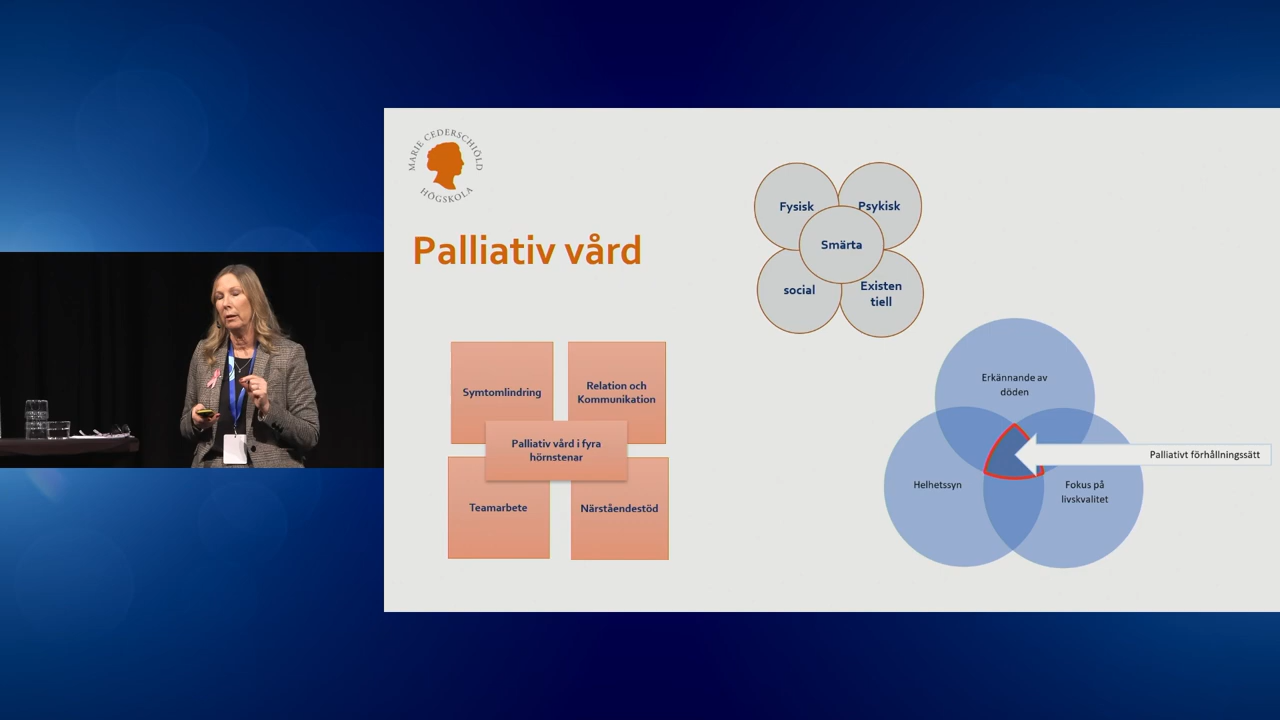 MARIE CEDERSCHIÖLD
HÖGSKOLA
Palliativ vård
Fysisk
Psykisk
Smärta
social
Existen
tiell
Symtomlindring
Relation och
Kommunikation
Palliativ vård i fyra
hörnstenar
Teamarbete
Närståendestöd
Erkännande av
döden
Helhetssyn
Fokus på
livskvalitet
Palliativt förhållningssätt